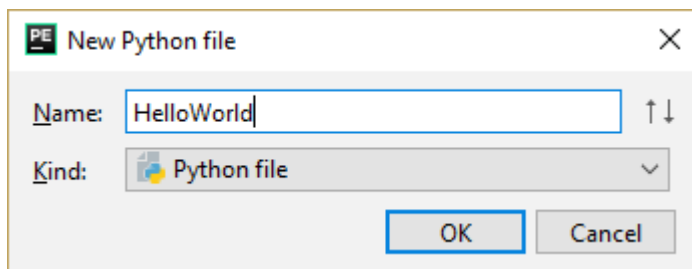 PE New Python file
Name: HelloWorld
Kind: Python file
OK Cancel